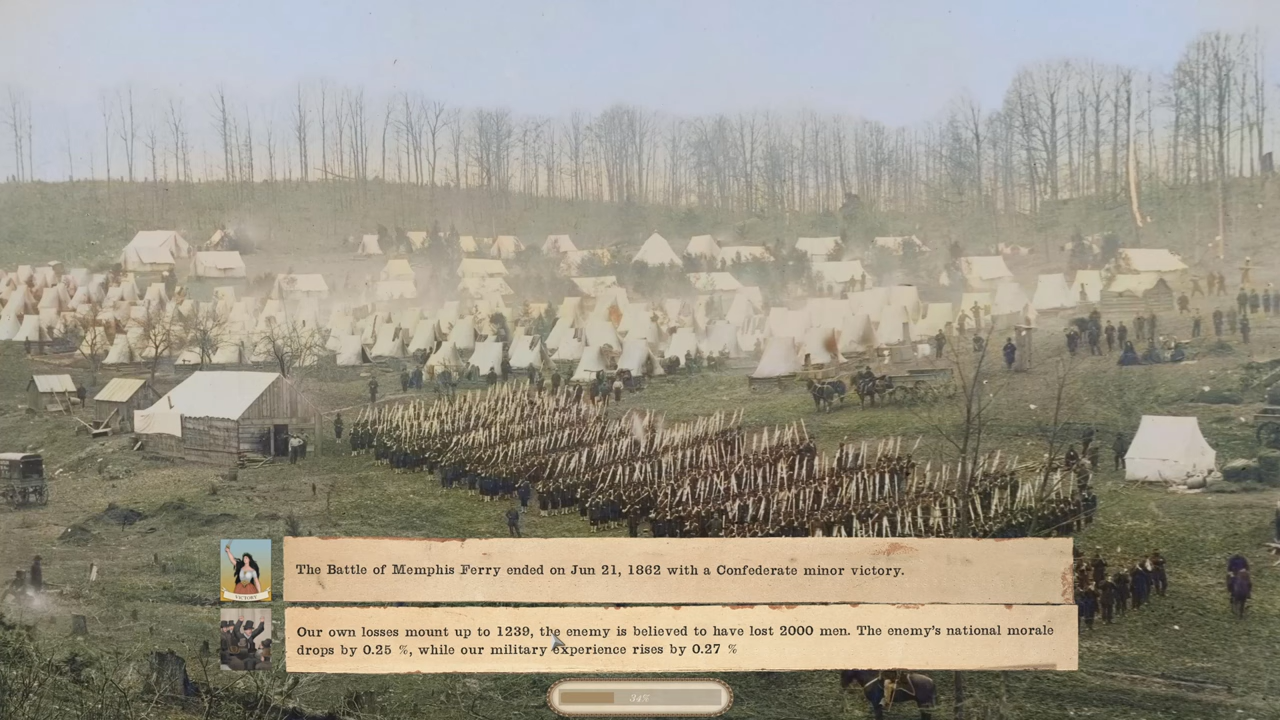 VICTORY
The Battle of Memphis Ferry ended on Jun 21, 1862 with a Confederate minor victory.
Our own losses mount up to 1239, the enemy is believed to have lost 2000 men. The enemy's national morale
drops by 0.25 %, while our military experience rises by 0.27 %
34%